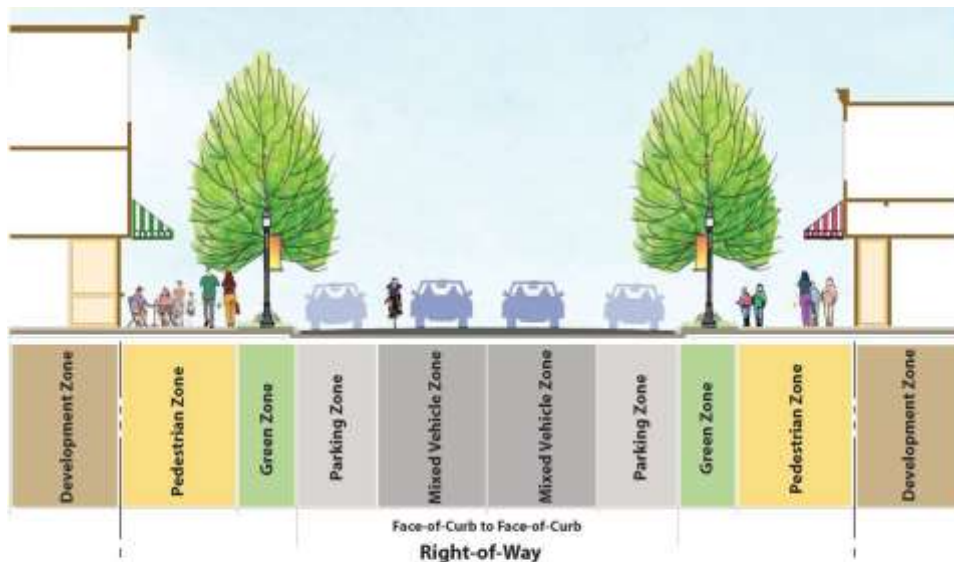 Development Zone
Pedestrian Zone
Green Zone
Parking Zone
Mixed Vehicle Zone
Mixed Vehicle Zone
Parking Zone
Green Zone
Pedestrian Zone
Development Zone
Face-of-Curb to Face-of-Curb
Right-of-Way